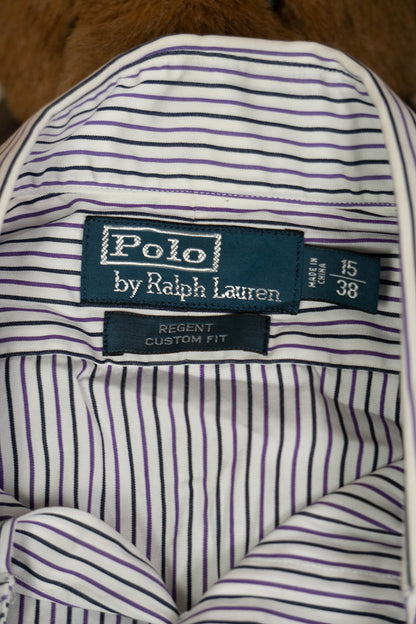 Polo
by Ralph Lauren
MADE IN
CHINA
15
38
REGENT
CUSTOM FIT